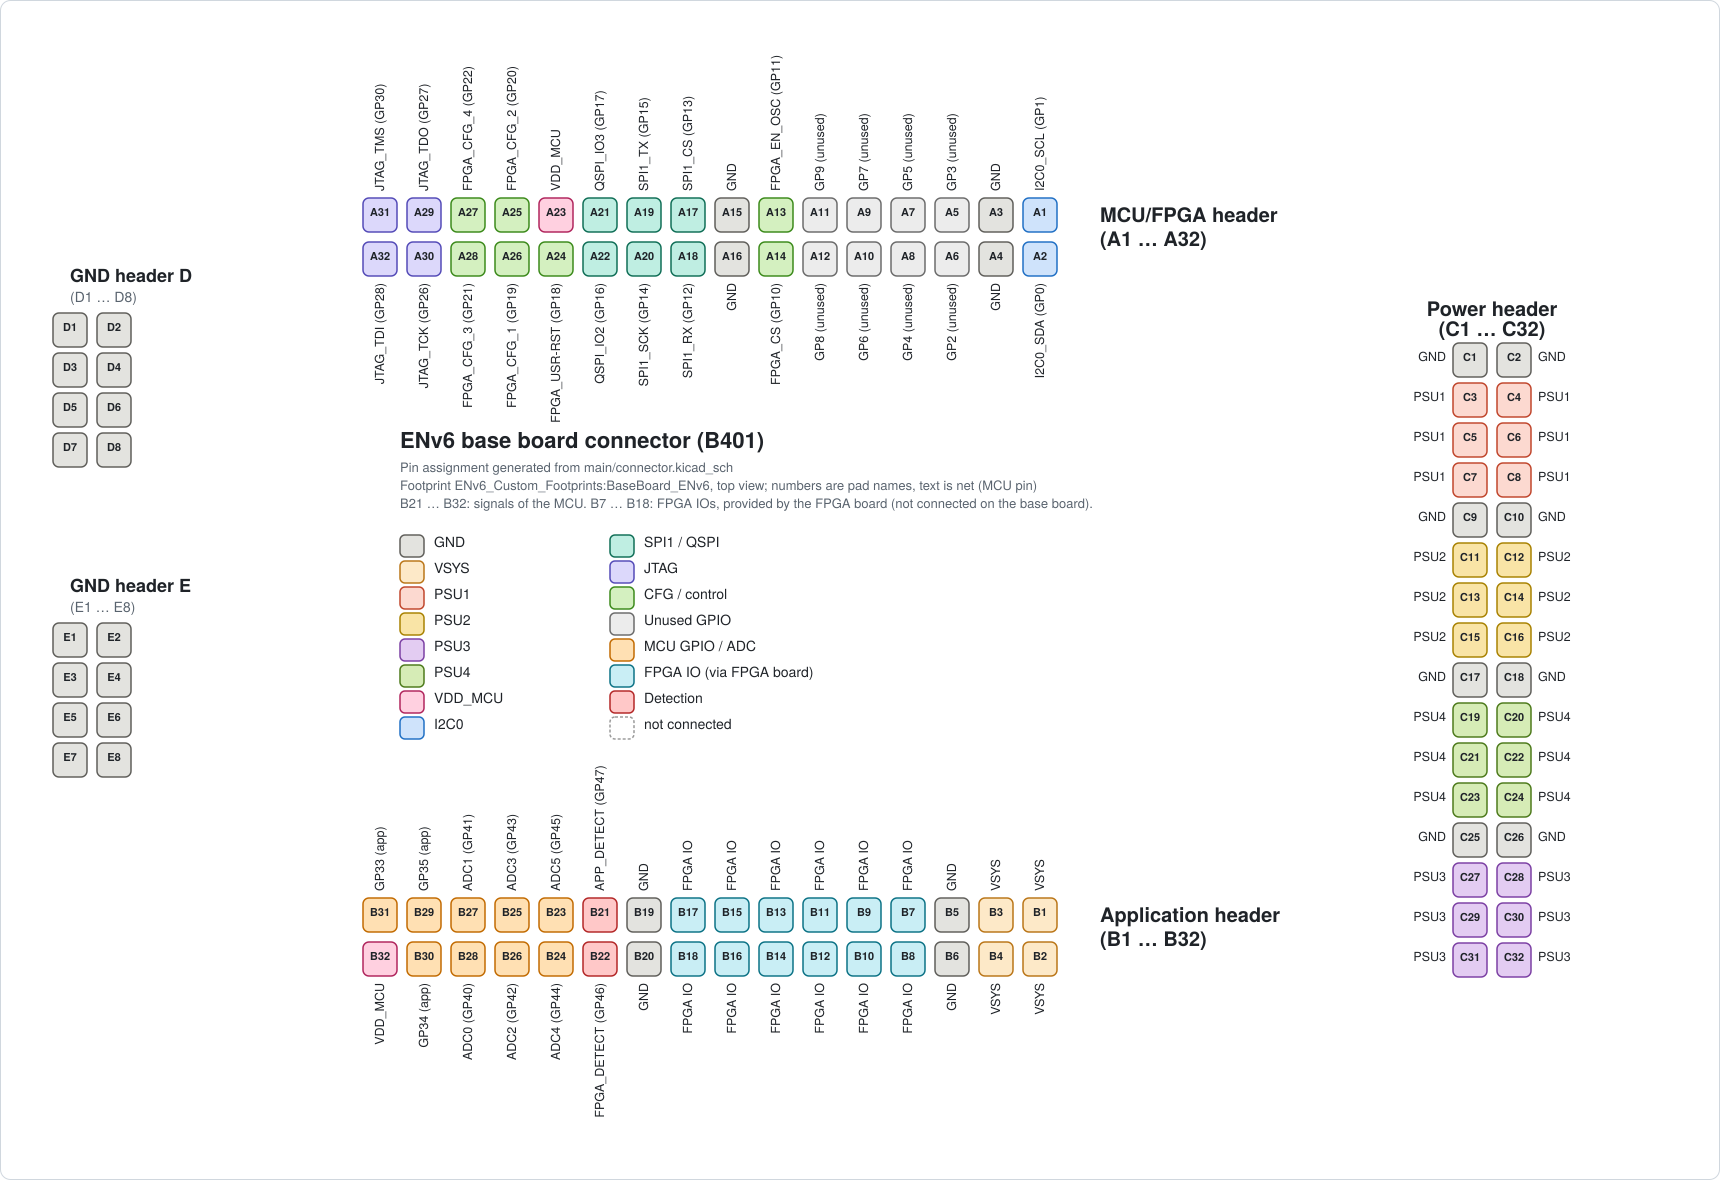 JTAG_TMS (GP30)
JTAG_TDO (GP27)
FPGA_CFG_4 (GP22)
FPGA_CFG_2 (GP20)
VDD_MCU
QSPI_IO3 (GP17)
SPI1_TX (GP15)
SPI1_CS (GP13)
GND
FPGA_EN_OSC (GP11)
GP9 (unused)
GP7 (unused)
GP5 (unused)
GP3 (unused)
GND
I2C0_SCL (GP1)
A31 A29 A27 A25 A23 A21 A19 A17 A15 A13 A11 A9 A7 A5 A3 A1
A32 A30 A28 A26 A24 A22 A20 A18 A16 A14 A12 A10 A8 A6 A4 A2
JTAG_TDI (GP28)
JTAG_TCK (GP26)
FPGA_CFG_3 (GP21)
FPGA_CFG_1 (GP19)
FPGA_USR-RST (GP18)
QSPI_IO2 (GP16)
SPI1_SCK (GP14)
SPI1_RX (GP12)
GND
FPGA_CS (GP10)
GP8 (unused)
GP6 (unused)
GP4 (unused)
GP2 (unused)
GND
I2C0_SDA (GP0)
MCU/FPGA header
(A1 … A32)
GND header D
(D1 … D8)
D1 D2
D3 D4
D5 D6
D7 D8
GND header E
(E1 … E8)
E1 E2
E3 E4
E5 E6
E7 E8
ENv6 base board connector (B401)
Pin assignment generated from main/connector.kicad_sch
Footprint ENv6_Custom_Footprints:BaseBoard_ENv6, top view; numbers are pad names, text is net (MCU pin)
B21 … B32: signals of the MCU. B7 … B18: FPGA IOs, provided by the FPGA board (not connected on the base board).
GND
VSYS
PSU1
PSU2
PSU3
PSU4
VDD_MCU
I2C0
SPI1 / QSPI
JTAG
CFG / control
Unused GPIO
MCU GPIO / ADC
FPGA IO (via FPGA board)
Detection
not connected
Power header
(C1 … C32)
GND C1 C2 GND
PSU1 C3 C4 PSU1
PSU1 C5 C6 PSU1
PSU1 C7 C8 PSU1
GND C9 C10 GND
PSU2 C11 C12 PSU2
PSU2 C13 C14 PSU2
PSU2 C15 C16 PSU2
GND C17 C18 GND
PSU4 C19 C20 PSU4
PSU4 C21 C22 PSU4
PSU4 C23 C24 PSU4
GND C25 C26 GND
PSU3 C27 C28 PSU3
PSU3 C29 C30 PSU3
PSU3 C31 C32 PSU3
GP33 (app)
GP35 (app)
ADC1 (GP41)
ADC3 (GP43)
ADC5 (GP45)
APP_DETECT (GP47)
GND
FPGA IO
FPGA IO
FPGA IO
FPGA IO
FPGA IO
FPGA IO
GND
VSYS
VSYS
B31 B29 B27 B25 B23 B21 B19 B17 B15 B13 B11 B9 B7 B5 B3 B1
B32 B30 B28 B26 B24 B22 B20 B18 B16 B14 B12 B10 B8 B6 B4 B2
VDD_MCU
GP34 (app)
ADC0 (GP40)
ADC2 (GP42)
ADC4 (GP44)
FPGA_DETECT (GP46)
GND
FPGA IO
FPGA IO
FPGA IO
FPGA IO
FPGA IO
FPGA IO
GND
VSYS
VSYS
Application header
(B1 … B32)